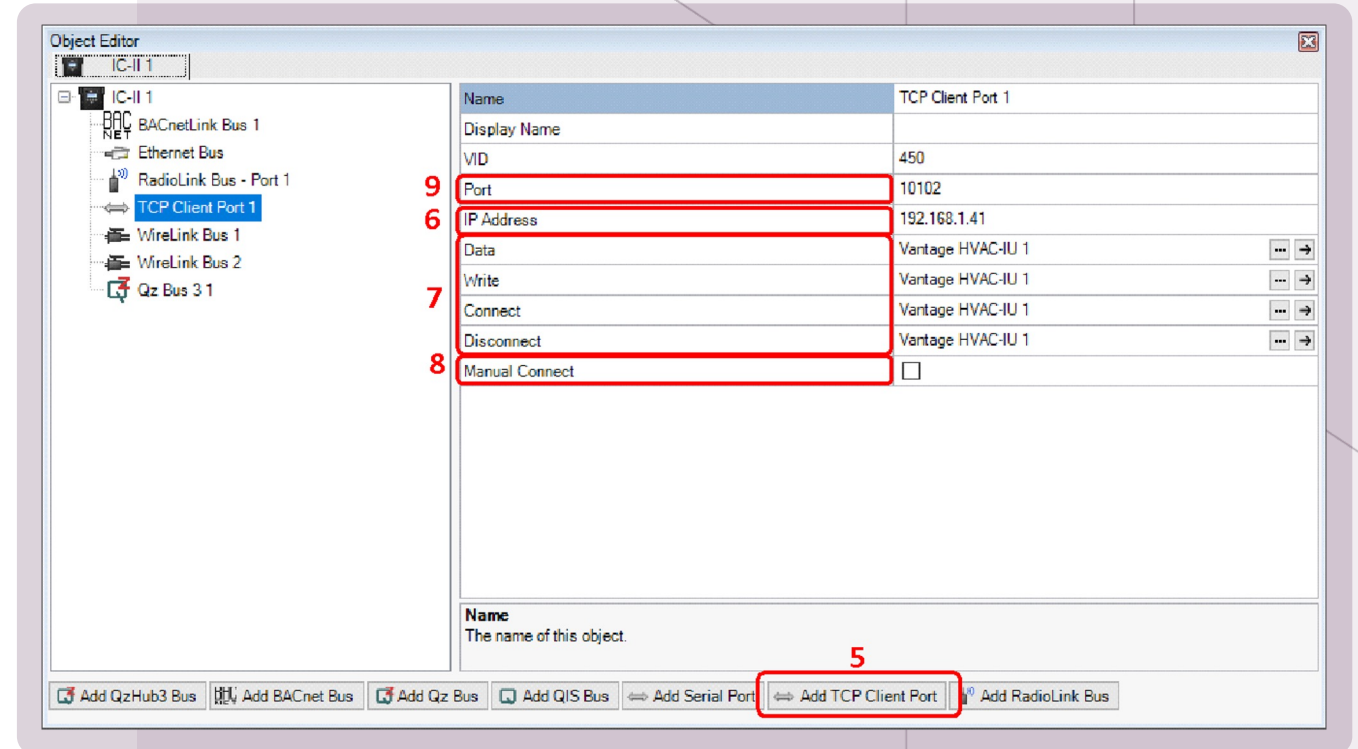 Object Editor
IC-II 1
IC-II 1
BAC
NET
BACnetLink Bus 1
Ethernet Bus
RadioLink Bus - Port 1
TCP Client Port 1
WireLink Bus 1
WireLink Bus 2
Qz Bus 3 1
Name TCP Client Port 1
Display Name
VID 450
9 Port 10102
6 IP Address 192.168.1.41
Data Vantage HVAC-IU 1
Write Vantage HVAC-IU 1
7
Connect Vantage HVAC-IU 1
Disconnect Vantage HVAC-IU 1
8 Manual Connect
Name
The name of this object.
5
Add QzHub3 Bus Add BACnet Bus Add Qz Bus Add QIS Bus Add Serial Port Add TCP Client Port Add RadioLink Bus